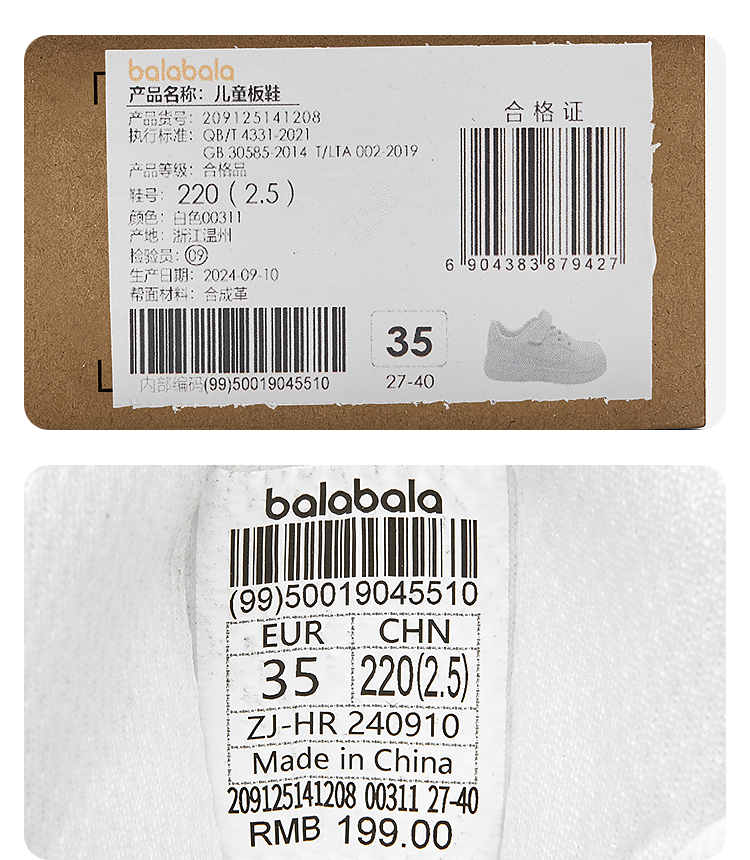 balabala
产品名称：儿童板鞋
产品货号：209125141208
执行标准：QB/T 4331-2021
GB 30585-2014 T/LTA 002-2019
产品等级：合格品
鞋号：220（2.5）
颜色：白色00311
产地：浙江温州
检验员：09
生产日期：2024-09-10
帮面材料：合成革
内部编码(99)50019045510
合格证
6 904383 879427
35
27-40
balabala
(99)50019045510
EUR CHN
35 220(2.5)
ZJ-HR 240910
Made in China
209125141208 00311 27-40
RMB 199.00